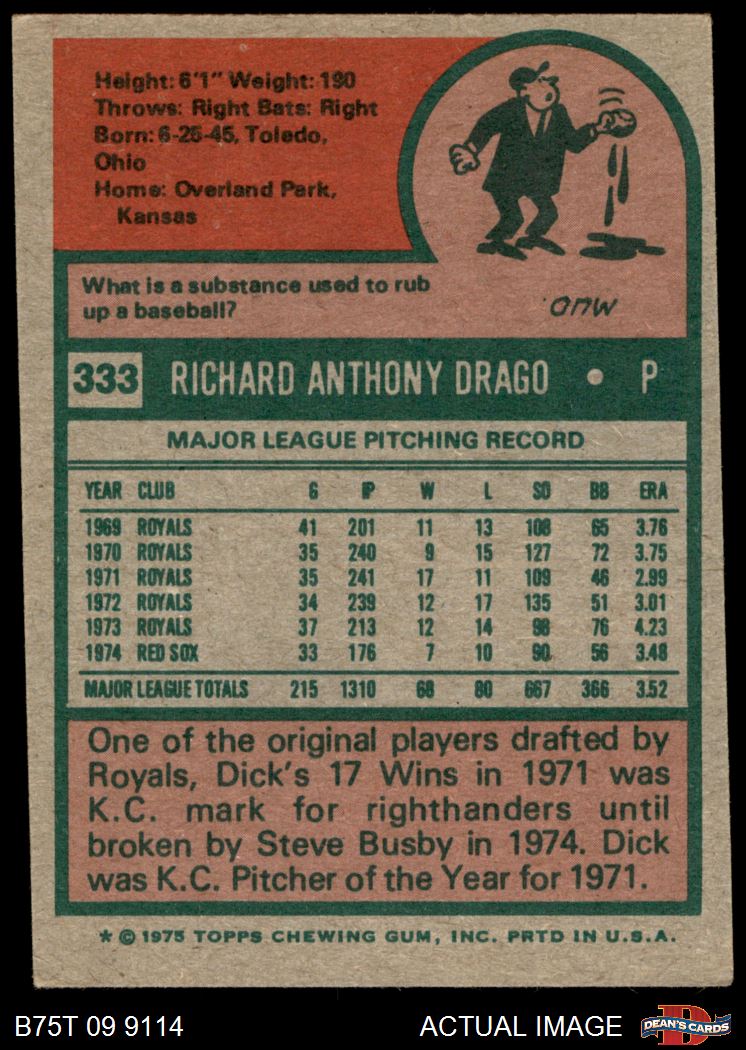 Height: 6'1" Weight: 190
Throws: Right Bats: Right
Born: 6-25-45, Toledo,
Ohio
Home: Overland Park,
Kansas
What is a substance used to rub
up a baseball?
MUD
333 RICHARD ANTHONY DRAGO • P
MAJOR LEAGUE PITCHING RECORD
YEAR CLUB G IP W L SO BB ERA
1969 ROYALS 41 201 11 13 108 65 3.76
1970 ROYALS 35 240 9 15 127 72 3.75
1971 ROYALS 35 241 17 11 109 46 2.99
1972 ROYALS 34 239 12 17 135 51 3.01
1973 ROYALS 37 213 12 14 98 76 4.23
1974 RED SOX 33 176 7 10 90 56 3.48
MAJOR LEAGUE TOTALS 215 1310 68 80 667 366 3.52
One of the original players drafted by
Royals, Dick's 17 Wins in 1971 was
K.C. mark for righthanders until
broken by Steve Busby in 1974. Dick
was K.C. Pitcher of the Year for 1971.
* © 1975 TOPPS CHEWING GUM, INC. PRTD IN U.S.A.
B75T 09 9114 ACTUAL IMAGE DEAN'S CARDS